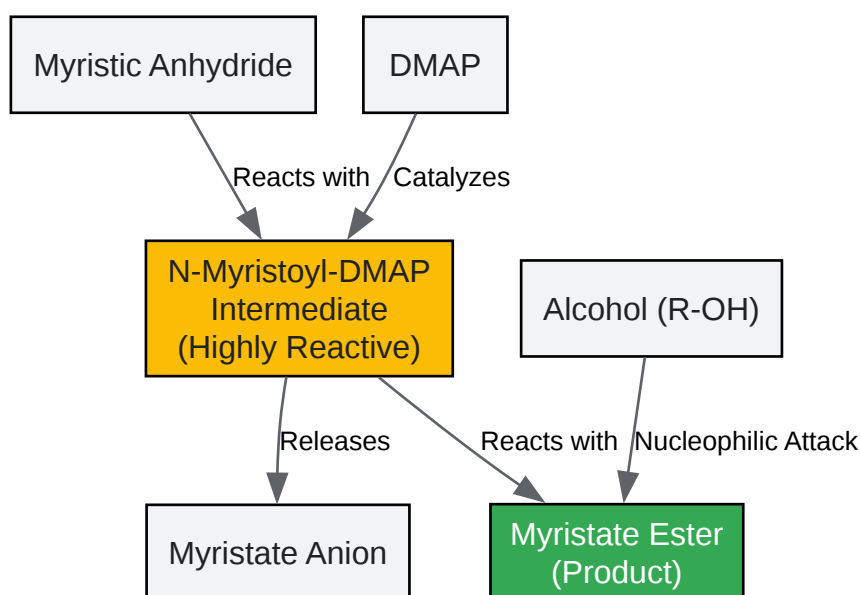 Myristic Anhydride
DMAP
Reacts with
Catalyzes
N-Myristoyl-DMAP
Intermediate
(Highly Reactive)
Alcohol (R-OH)
Releases
Reacts with
Nucleophilic Attack
Myristate Anion
Myristate Ester
(Product)